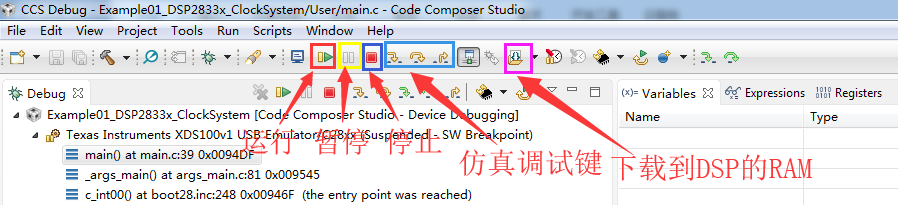 CCS Debug - Example01_DSP2833x_ClockSystem/User/main.c - Code Composer Studio
File Edit View Project Tools Run Scripts Window Help
Debug
(x)= Variables Expressions 1010 0101 Registers
Example01_DSP2833x_ClockSystem [Code Composer Studio - Device Debugging]
Name Type
Texas Instruments XDS100v1 USB Emulator/C28xx (Suspended - SW Breakpoint)
运行 暂停 停止
仿真调试键 下载到DSP的RAM
main() at main.c:39 0x0094DF
_args_main() at args_main.c:81 0x009545
c_int00() at boot28.inc:248 0x00946F (the entry point was reached)